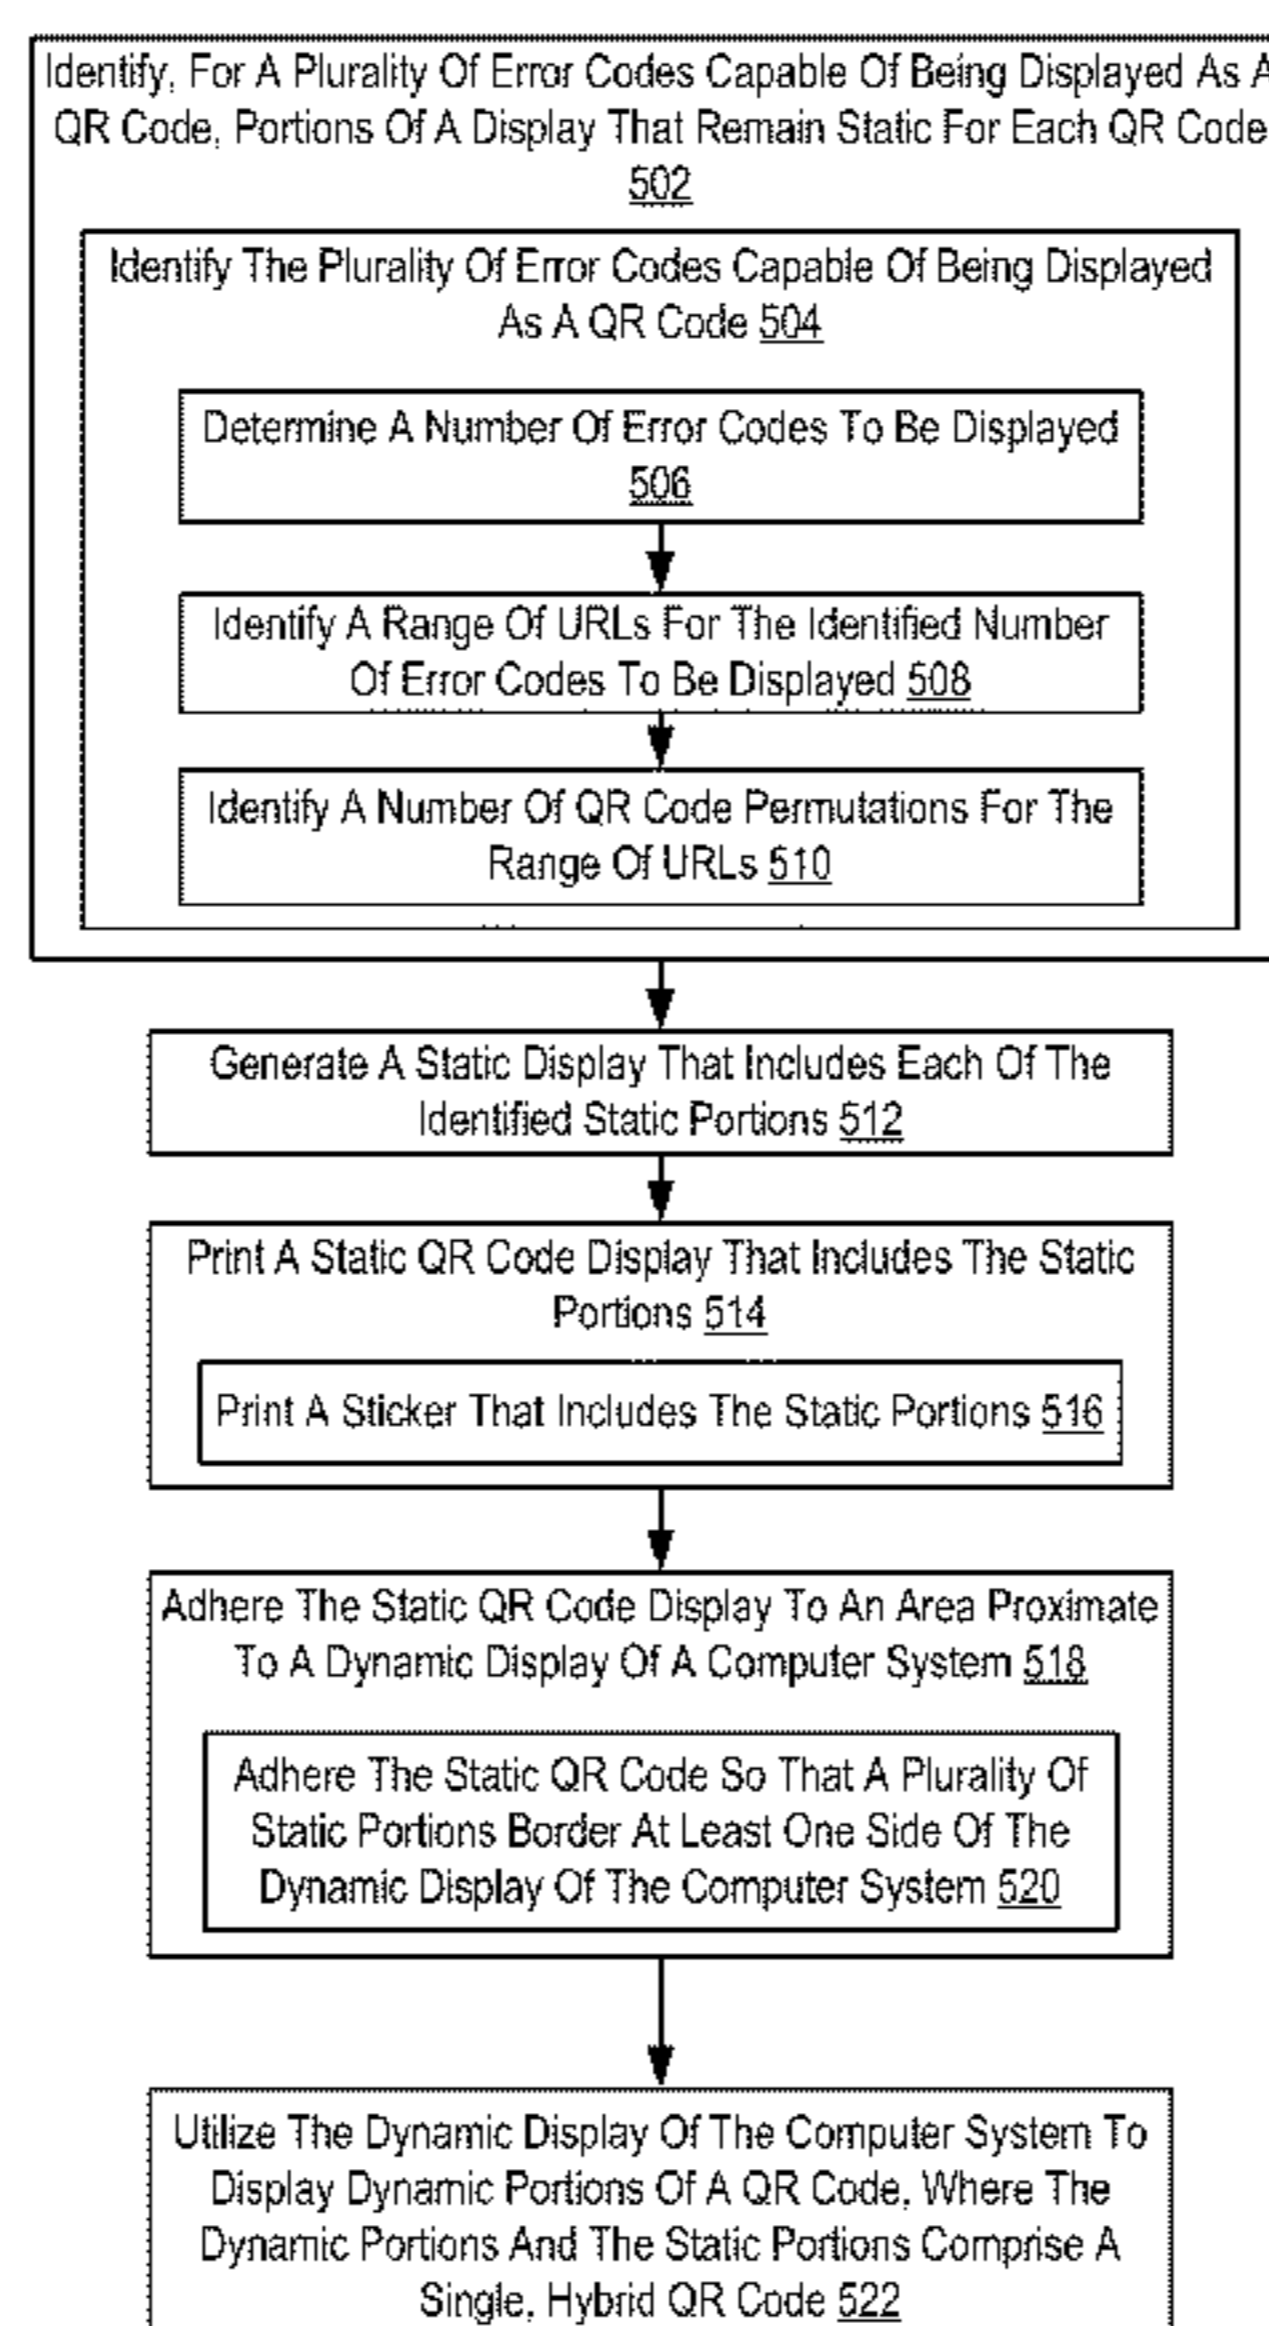 Identify, For A Plurality Of Error Codes Capable Of Being Displayed As A
QR Code, Portions Of A Display That Remain Static For Each QR Code
502
Identify The Plurality Of Error Codes Capable Of Being Displayed
As A QR Code 504
Determine A Number Of Error Codes To Be Displayed
506
Identify A Range Of URLs For The Identified Number
Of Error Codes To Be Displayed 508
Identify A Number Of QR Code Permutations For The
Range Of URLs 510
Generate A Static Display That Includes Each Of The
Identified Static Portions 512
Print A Static QR Code Display That Includes The Static
Portions 514
Print A Sticker That Includes The Static Portions 516
Adhere The Static QR Code Display To An Area Proximate
To A Dynamic Display Of A Computer System 518
Adhere The Static QR Code So That A Plurality Of
Static Portions Border At Least One Side Of The
Dynamic Display Of The Computer System 520
Utilize The Dynamic Display Of The Computer System To
Display Dynamic Portions Of A QR Code, Where The
Dynamic Portions And The Static Portions Comprise A
Single, Hybrid QR Code 522